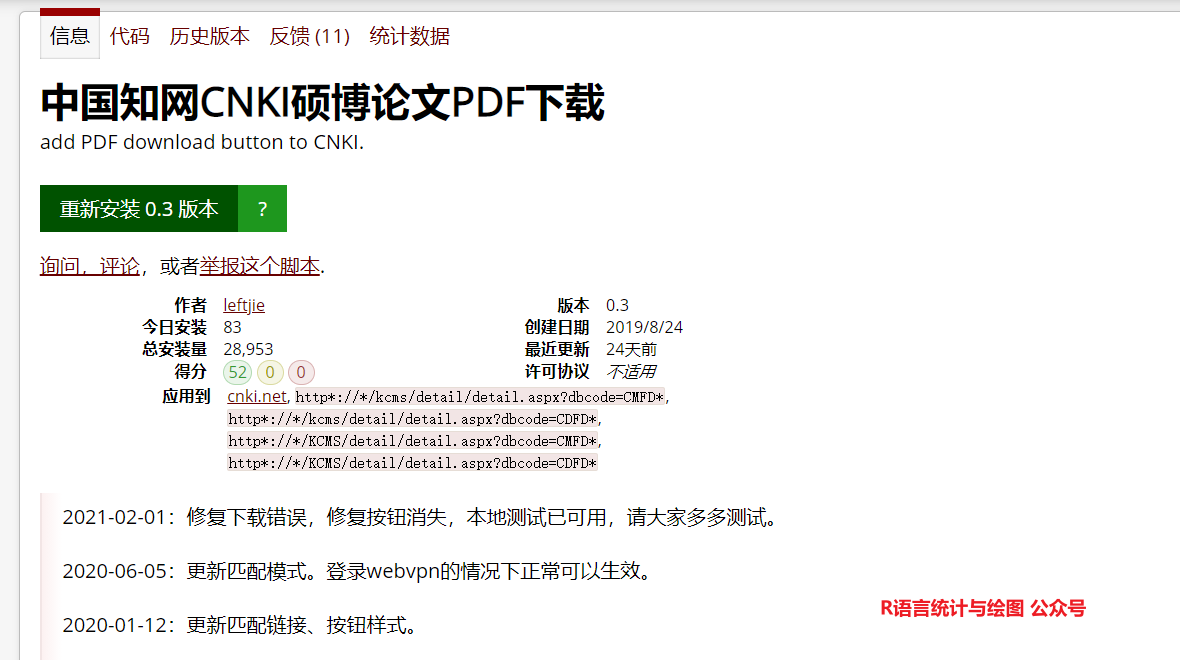 信息 代码 历史版本 反馈 (11) 统计数据
中国知网CNKI硕博论文PDF下载
add PDF download button to CNKI.
重新安装 0.3 版本 ?
询问，评论，或者举报这个脚本.
作者 leftjie 版本 0.3
今日安装 83 创建日期 2019/8/24
总安装量 28,953 最近更新 24天前
得分 52 0 0 许可协议 不适用
应用到 cnki.net, http*://*/kcms/detail/detail.aspx?dbcode=CMFD*,
http*://*/kcms/detail/detail.aspx?dbcode=CDFD*,
http*://*/KCMS/detail/detail.aspx?dbcode=CMFD*,
http*://*/KCMS/detail/detail.aspx?dbcode=CDFD*
2021-02-01：修复下载错误，修复按钮消失，本地测试已可用，请大家多多测试。
2020-06-05：更新匹配模式。登录webvpn的情况下正常可以生效。
R语言统计与绘图 公众号
2020-01-12：更新匹配链接、按钮样式。